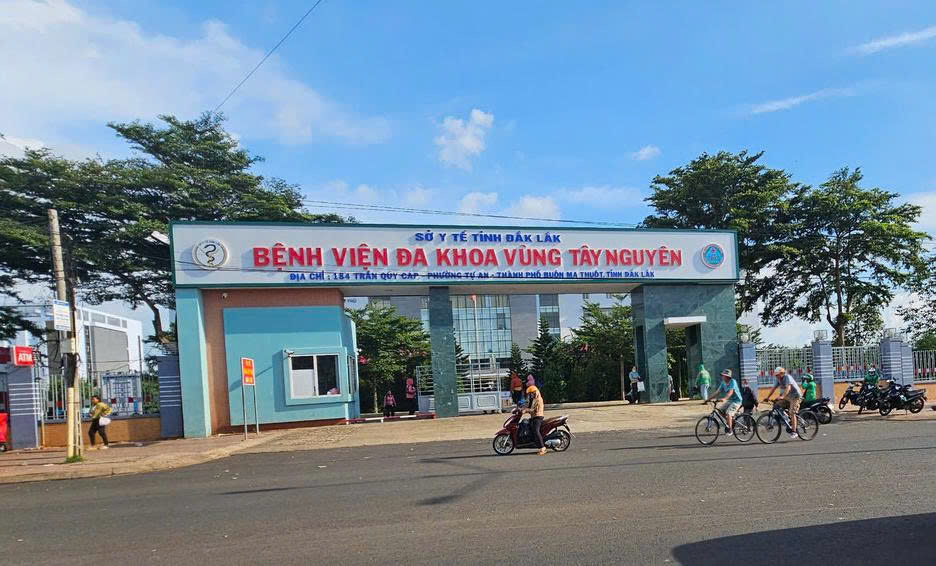 SỞ Y TẾ TỈNH ĐẮK LẮK
BỆNH VIỆN ĐA KHOA VÙNG TÂY NGUYÊN
ĐỊA CHỈ : 184 TRẦN QUÝ CÁP - PHƯỜNG TỰ AN - THÀNH PHỐ BUÔN MA THUỘT, TỈNH ĐẮK LẮK
ATM